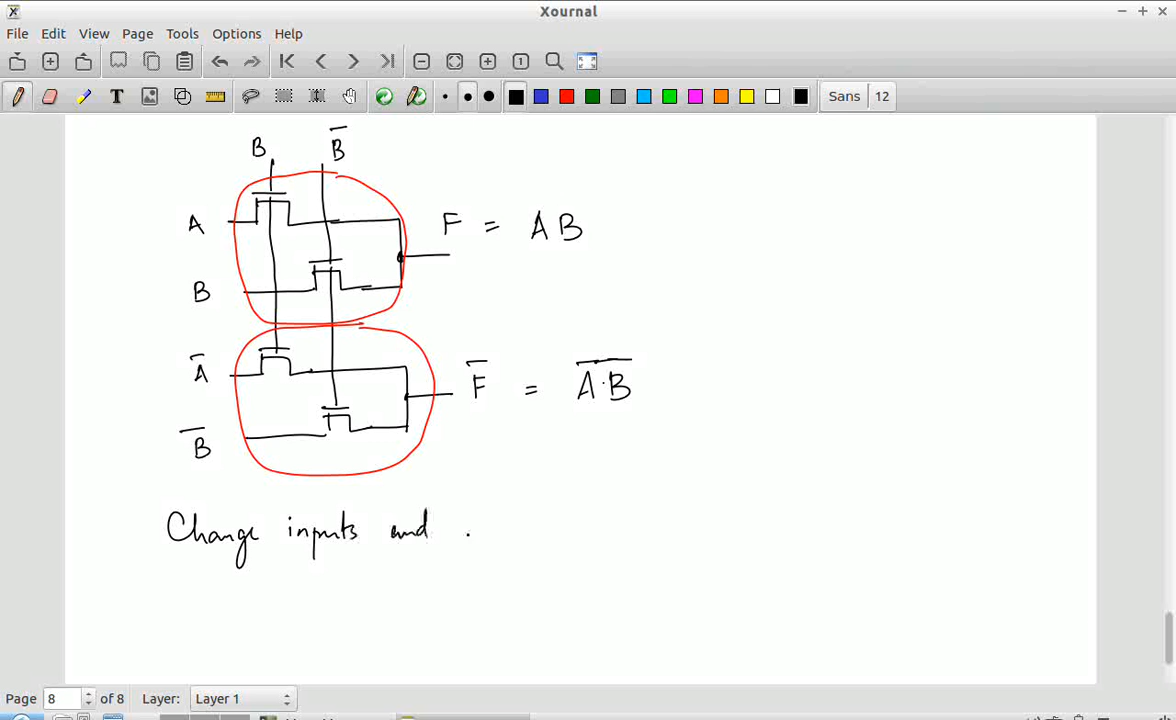 Xournal
File Edit View Page Tools Options Help
Sans 12
B B̅
A F = A B
B
A̅ F̅ = \overline{A·B}
B̅
Change inputs and
Page 8 of 8 Layer: Layer 1